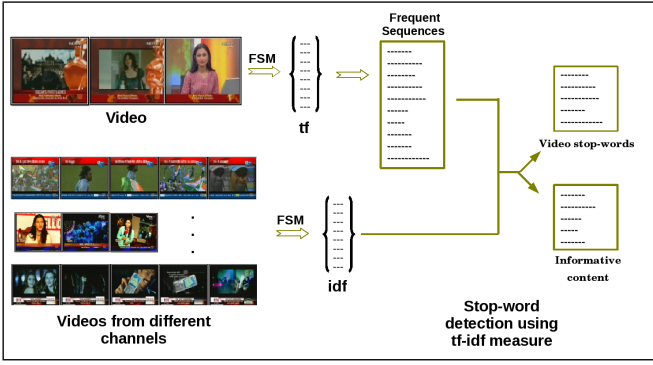 Frequent
Sequences
FSM
tf
Video
Video stop-words
FSM
idf
Informative
content
Videos from different
channels
Stop-word
detection using
tf-idf measure